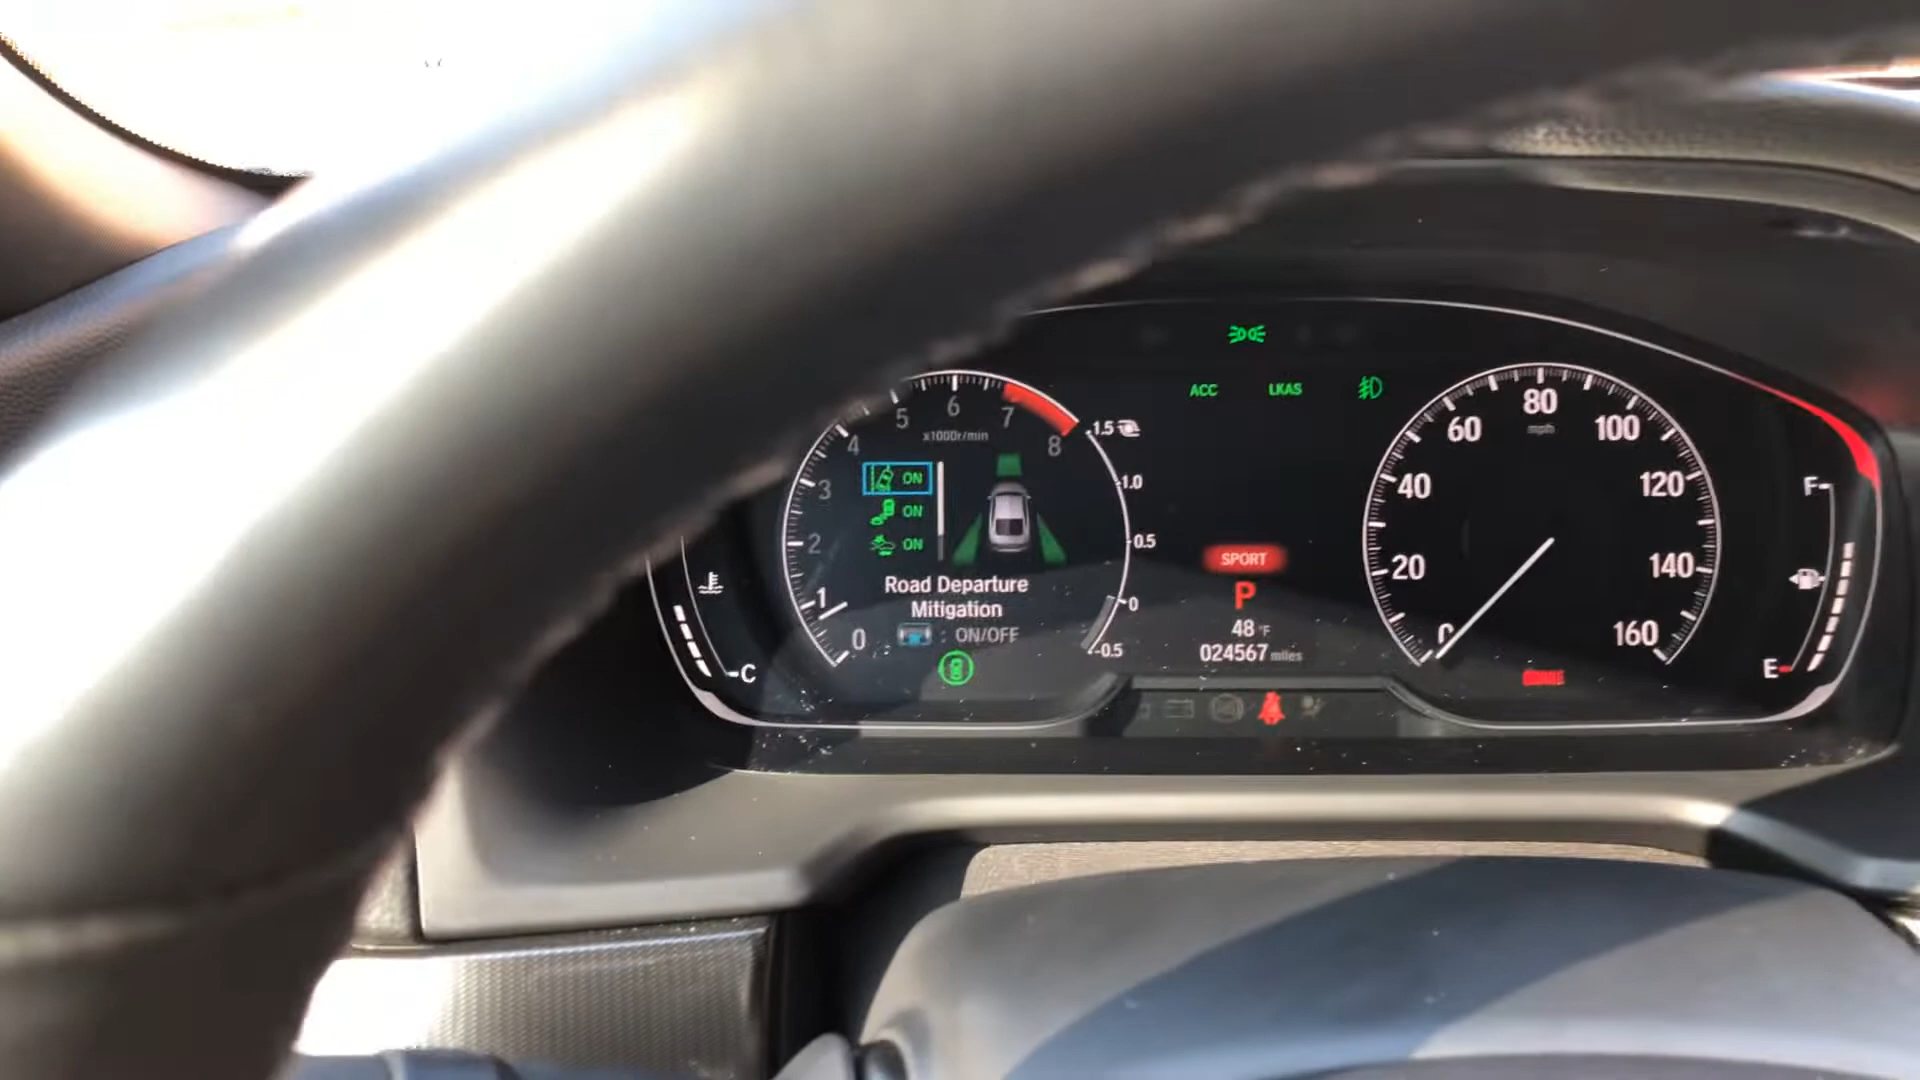 ACC LKAS
4 5 6 7 8
x1000r/min
3
2
1
0
1.5
1.0
0.5
0
-0.5
ON
ON
ON
Road Departure
Mitigation
: ON/OFF
C
SPORT
P
48 °F
024567 miles
0 20 40 60 80 100 120 140 160
mph
F
E